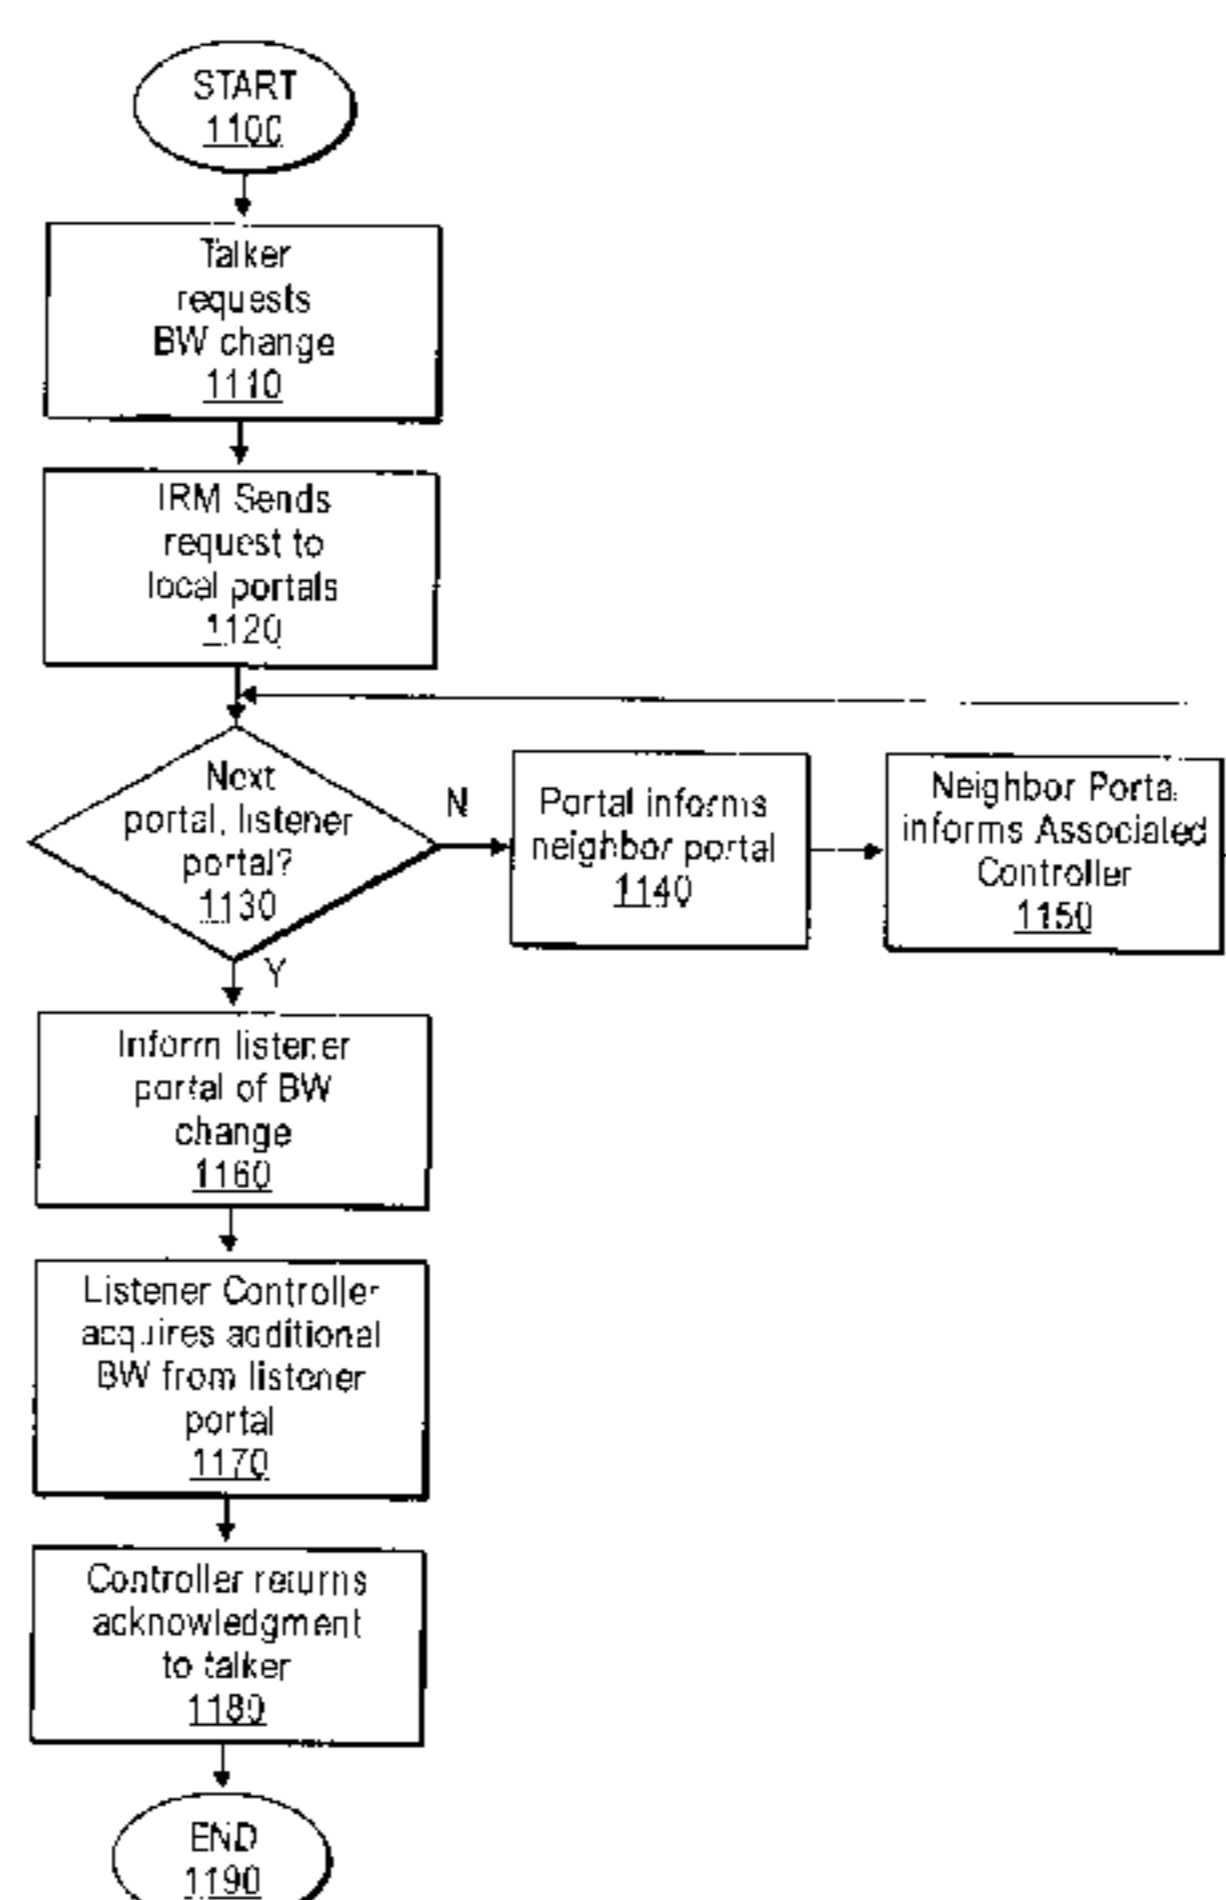 START
1100
Talker
requests
BW change
1110
IRM Sends
request to
local portals
1120
Next
portal, listener
portal?
1130
N
Portal informs
neighbor portal
1140
Neighbor Portal
informs Associated
Controller
1150
Y
Inform listener
portal of BW
change
1160
Listener Controller
acquires additional
BW from listener
portal
1170
Controller returns
acknowledgment
to talker
1180
END
1190